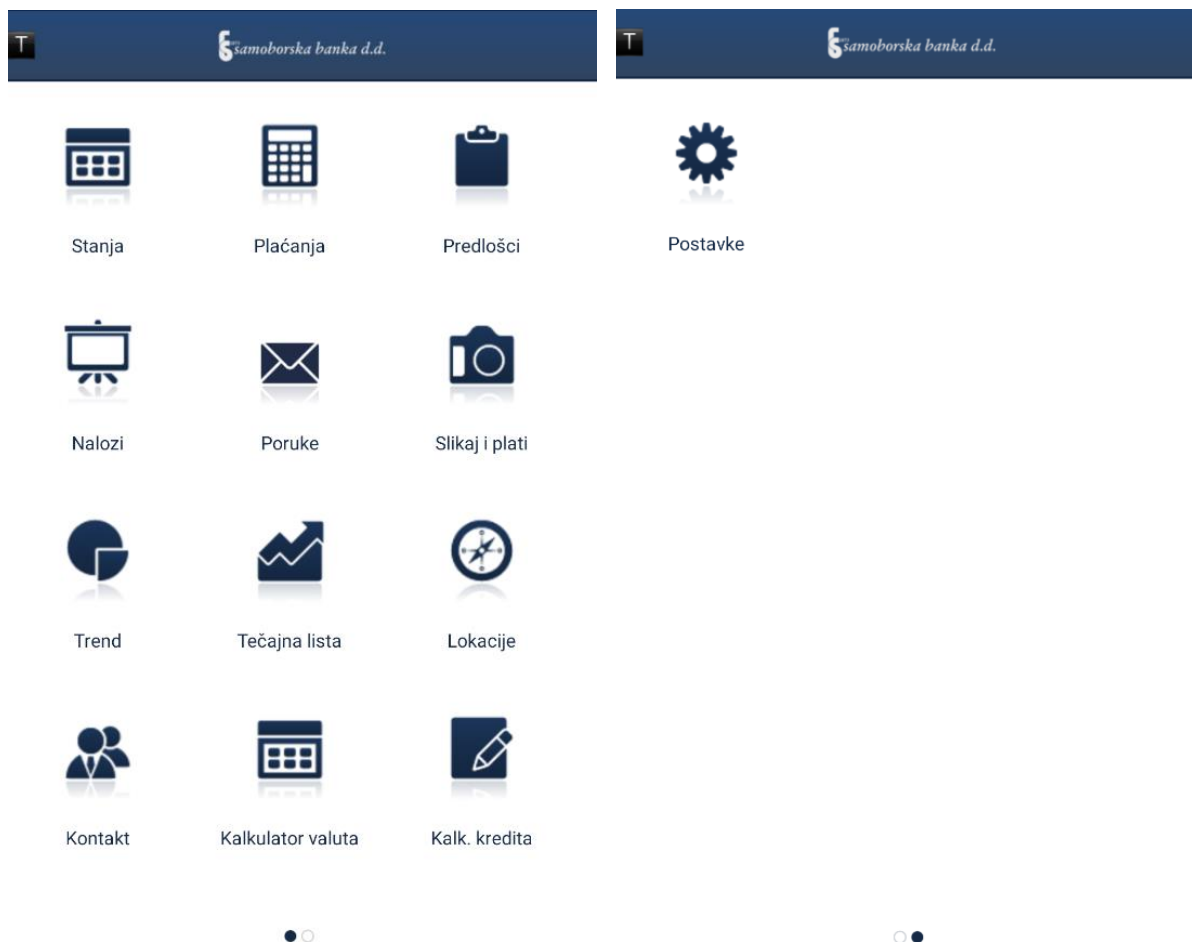 T
samoborska banka d.d.
Stanja
Plaćanja
Predlošci
Nalozi
Poruke
Slikaj i plati
Trend
Tečajna lista
Lokacije
Kontakt
Kalkulator valuta
Kalk. kredita
T
samoborska banka d.d.
Postavke